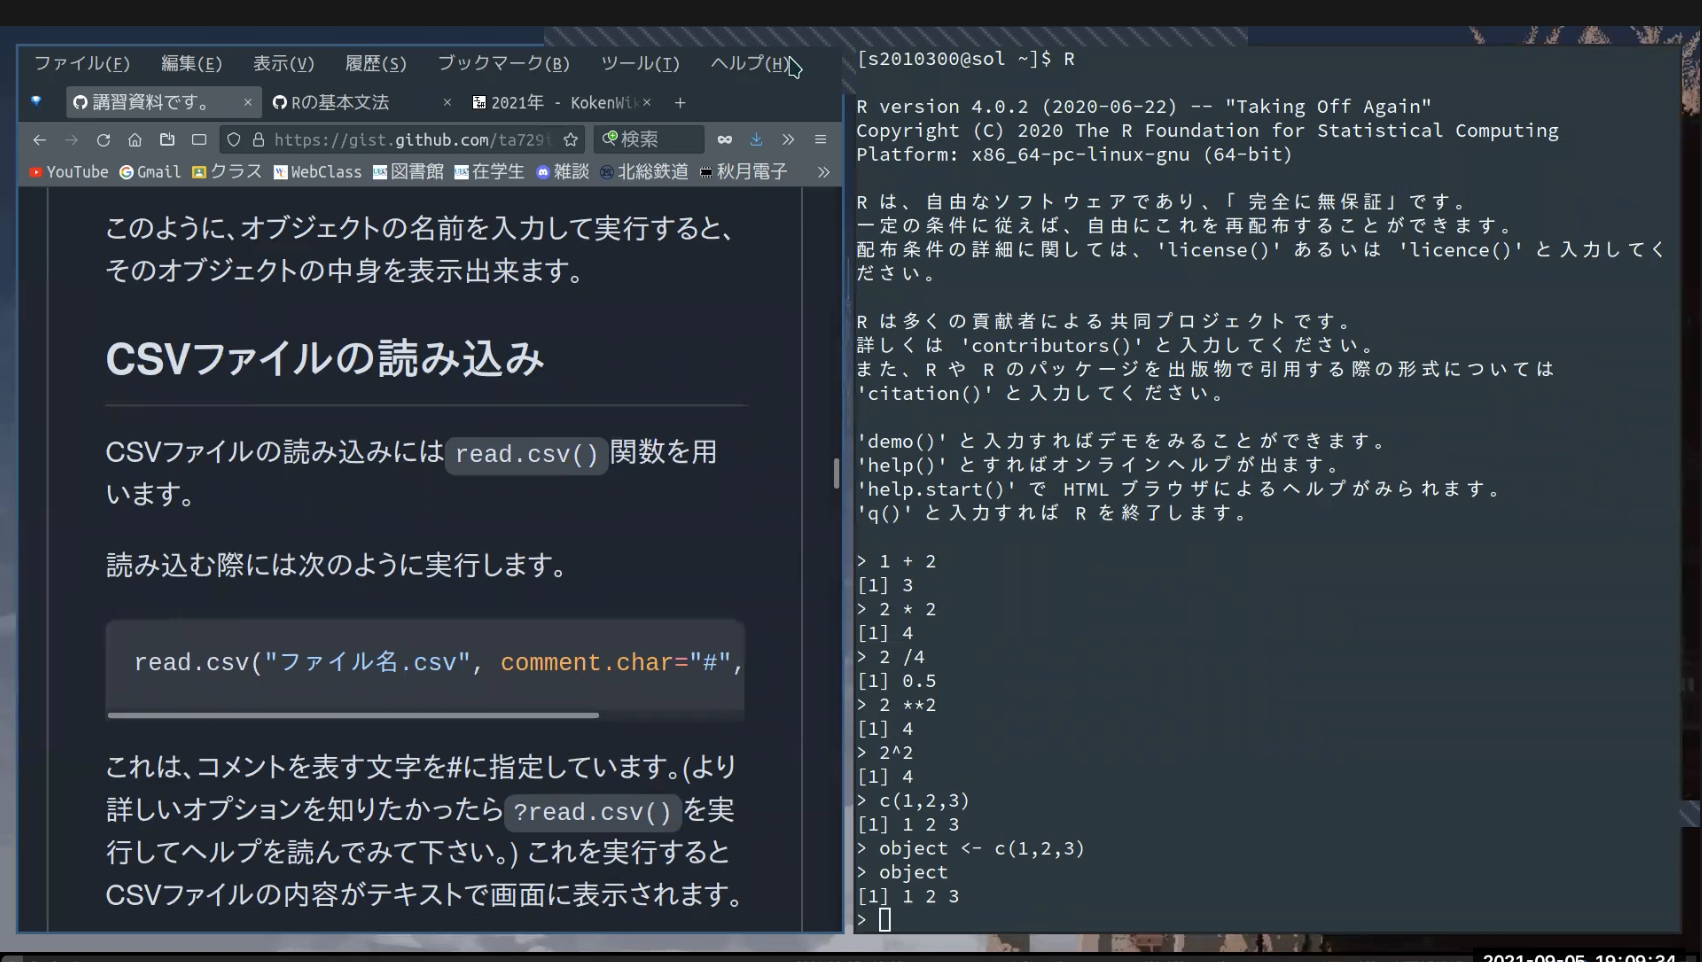 ファイル(F) 編集(E) 表示(V) 履歴(S) ブックマーク(B) ツール(T) ヘルプ(H)
講習資料です。 × Rの基本文法 × 2021年 - KokenWik × +
https://gist.github.com/ta729 検索
YouTube Gmail クラス WebClass 図書館 在学生 雑談 北総鉄道 秋月電子 »
このように、オブジェクトの名前を入力して実行すると、
そのオブジェクトの中身を表示出来ます。
CSVファイルの読み込み
CSVファイルの読み込みにはread.csv()関数を用
います。
読み込む際には次のように実行します。
read.csv("ファイル名.csv", comment.char="#",
これは、コメントを表す文字を#に指定しています。(より
詳しいオプションを知りたかったら?read.csv()を実
行してヘルプを読んでみて下さい。) これを実行すると
CSVファイルの内容がテキストで画面に表示されます。
[s2010300@sol ~]$ R
R version 4.0.2 (2020-06-22) -- "Taking Off Again"
Copyright (C) 2020 The R Foundation for Statistical Computing
Platform: x86_64-pc-linux-gnu (64-bit)
R は、自由なソフトウェアであり、「完全に無保証」です。
一定の条件に従えば、自由にこれを再配布することができます。
配布条件の詳細に関しては、'license()' あるいは 'licence()' と入力してく
ださい。
R は多くの貢献者による共同プロジェクトです。
詳しくは 'contributors()' と入力してください。
また、R や R のパッケージを出版物で引用する際の形式については
'citation()' と入力してください。
'demo()' と入力すればデモをみることができます。
'help()' とすればオンラインヘルプが出ます。
'help.start()' で HTML ブラウザによるヘルプがみられます。
'q()' と入力すれば R を終了します。
> 1 + 2
[1] 3
> 2 * 2
[1] 4
> 2 /4
[1] 0.5
> 2 **2
[1] 4
> 2^2
[1] 4
> c(1,2,3)
[1] 1 2 3
> object <- c(1,2,3)
> object
[1] 1 2 3
>
2021-09-05 19:09:34